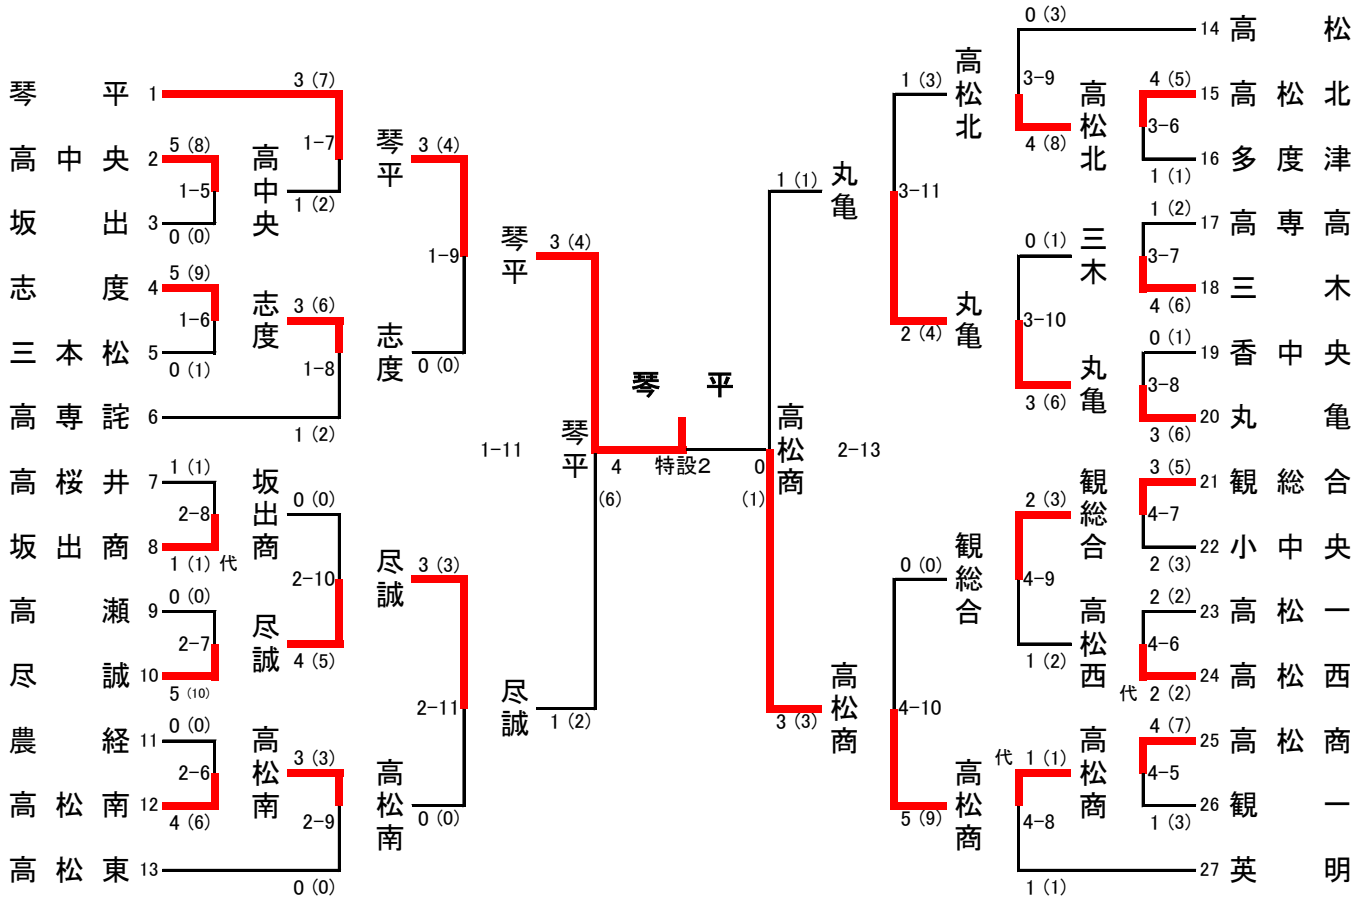 琴平 1
高中央 2
坂出 3
志度 4
三本松 5
高専詫 6
高桜井 7
坂出商 8
高瀬 9
尽誠 10
農経 11
高松南 12
高松東 13
3 (7)
1-7
1 (2)
5 (8)
1-5
0 (0)
高中央
5 (9)
1-6
0 (1)
志度
3 (6)
1-8
1 (2)
1 (1)
2-8
1 (1) 代
坂出商
0 (0)
2-10
4 (5)
0 (0)
2-7
5 (10)
尽誠
0 (0)
2-6
4 (6)
高松南
3 (3)
2-9
0 (0)
琴平
3 (4)
1-9
0 (0)
志度
尽誠
3 (3)
2-11
0 (0)
高松南
琴平
3 (4)
1-11
1 (2)
尽誠
琴平
琴平
4
(6)
特設2
0
(1)
高松商
2-13
1 (1)
丸亀
3 (3)
高松商
1 (3)
高松北
3-11
2 (4)
丸亀
0 (0)
観総合
4-10
5 (9)
高松商
0 (3)
3-9
4 (8)
高松北
0 (1)
三木
3-10
3 (6)
丸亀
2 (3)
観総合
4-9
1 (2)
高松西
代 1 (1)
高松商
4-8
1 (1)
4 (5)
3-6
1 (1)
1 (2)
3-7
4 (6)
0 (1)
3-8
3 (6)
3 (5)
4-7
2 (3)
2 (2)
4-6
代 2 (2)
4 (7)
4-5
1 (3)
14 高松
15 高松北
16 多度津
17 高専高
18 三木
19 香中央
20 丸亀
21 観総合
22 小中央
23 高松一
24 高松西
25 高松商
26 観一
27 英明